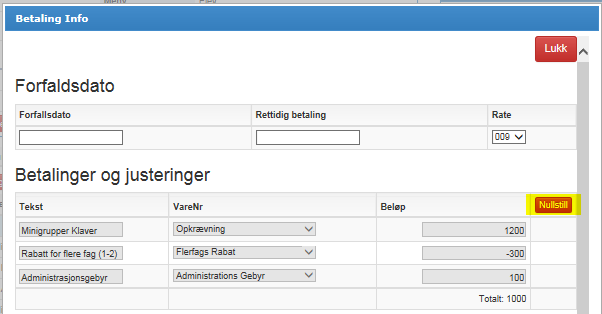 Betaling Info
Lukk
Forfaldsdato
Forfallsdato Rettidig betaling Rate
009
Betalinger og justeringer
Tekst VareNr Beløp Nullstill
Minigrupper Klaver Opkrævning 1200
Rabatt for flere fag (1-2) Flerfags Rabat -300
Administrasjonsgebyr Administrations Gebyr 100
Totalt: 1000